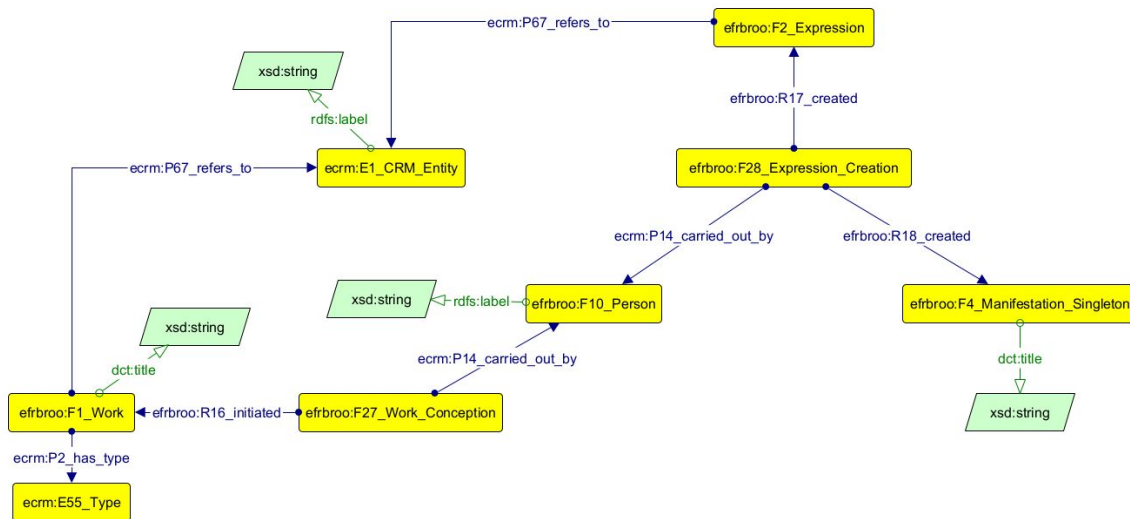 ecrm:P67_refers_to
efrbroo:F2_Expression
xsd:string
efrbroo:R17_created
rdfs:label
ecrm:P67_refers_to
ecrm:E1_CRM_Entity
efrbroo:F28_Expression_Creation
ecrm:P14_carried_out_by
efrbroo:R18_created
xsd:string
rdfs:label
efrbroo:F10_Person
efrbroo:F4_Manifestation_Singleton
xsd:string
ecrm:P14_carried_out_by
dct:title
dct:title
efrbroo:F1_Work
efrbroo:R16_initiated
efrbroo:F27_Work_Conception
xsd:string
ecrm:P2_has_type
ecrm:E55_Type